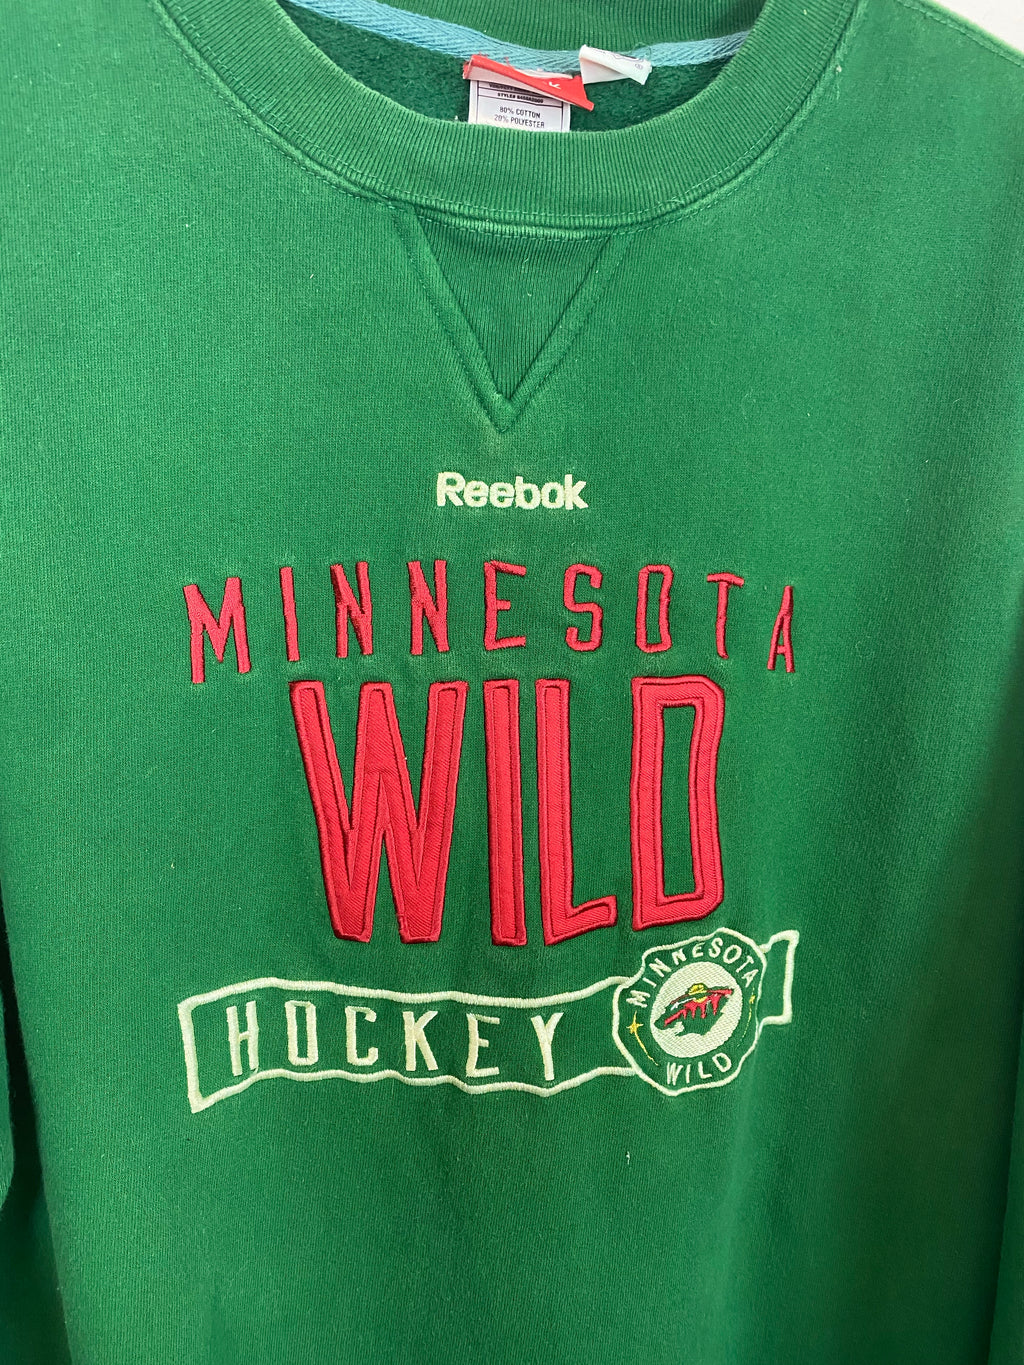 80% COTTON
20% POLYESTER
Reebok
MINNESOTA
WILD
HOCKEY
MINNESOTA
WILD